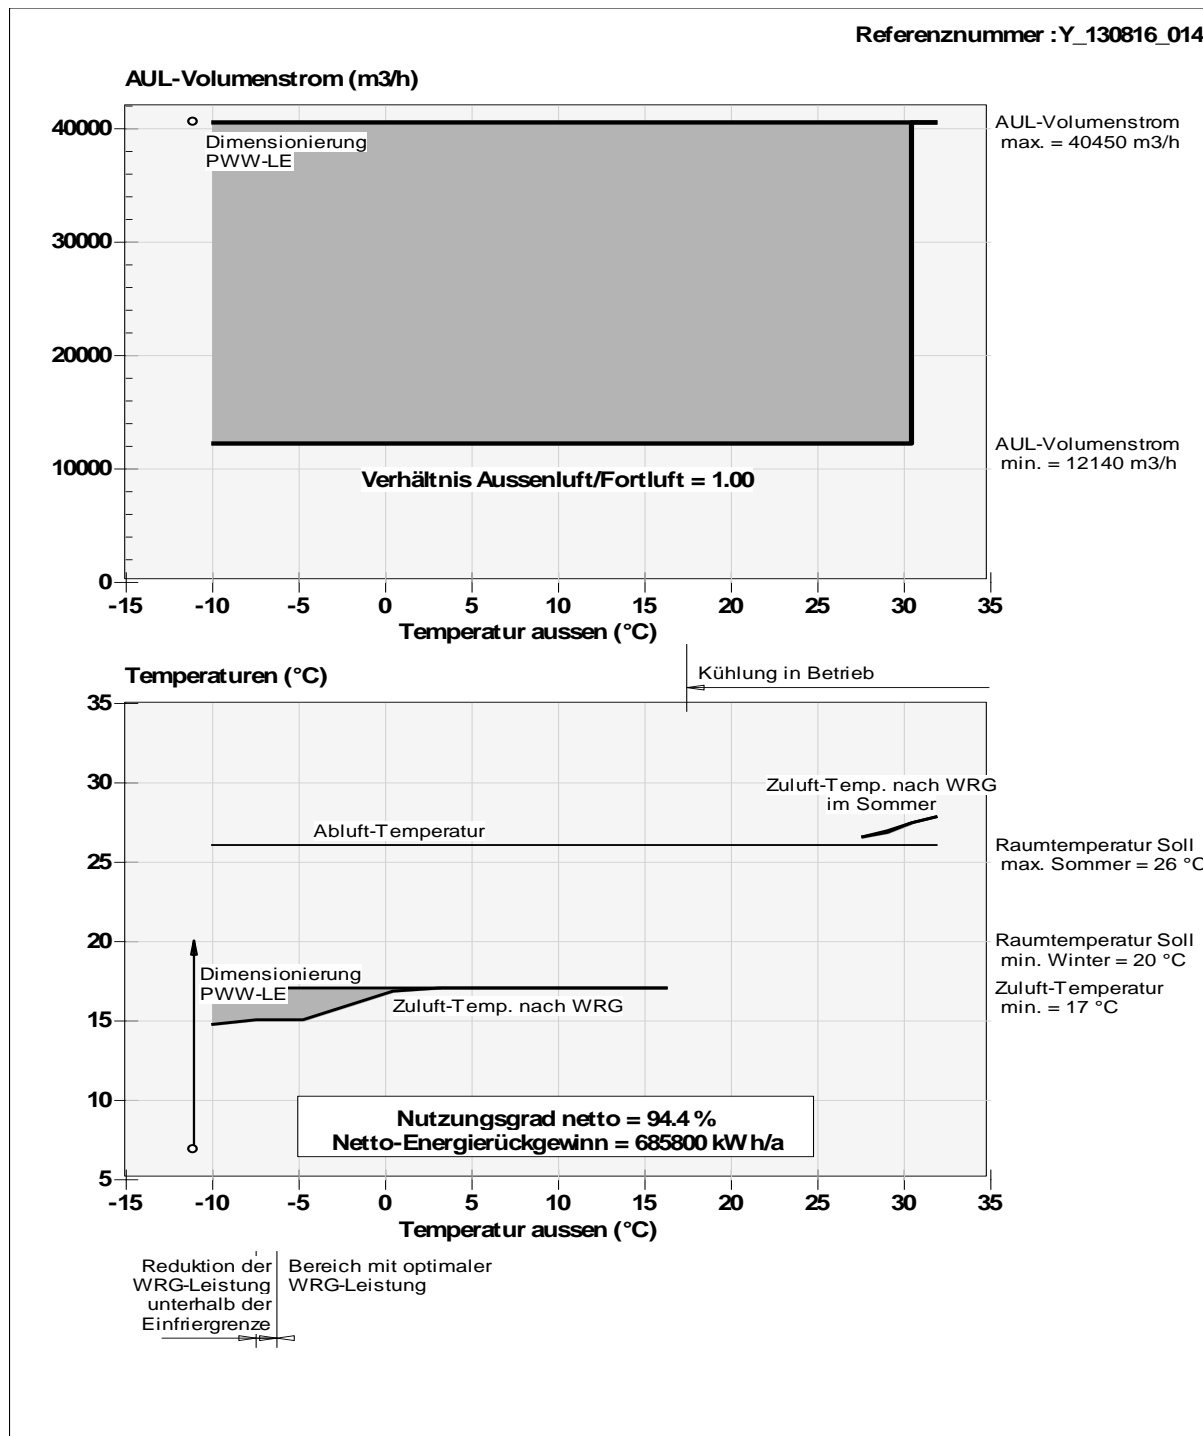 Referenznummer : Y_130816_014
AUL-Volumenstrom (m3/h)
40000
30000
20000
10000
0
Dimensionierung
PWW-LE
AUL-Volumenstrom
max. = 40450 m3/h
AUL-Volumenstrom
min. = 12140 m3/h
Verhältnis Aussenluft/Fortluft = 1.00
-15 -10 -5 0 5 10 15 20 25 30 35
Temperatur aussen (°C)
Kühlung in Betrieb
Temperaturen (°C)
35
30
25
20
15
10
5
Zuluft-Temp. nach WRG
im Sommer
Abluft-Temperatur
Raumtemperatur Soll
max. Sommer = 26 °C
Raumtemperatur Soll
min. Winter = 20 °C
Zuluft-Temperatur
min. = 17 °C
Dimensionierung
PWW-LE
Zuluft-Temp. nach WRG
Nutzungsgrad netto = 94.4 %
Netto-Energierückgewinn = 685800 kWh/a
-15 -10 -5 0 5 10 15 20 25 30 35
Temperatur aussen (°C)
Reduktion der
WRG-Leistung
unterhalb der
Einfriergrenze
Bereich mit optimaler
WRG-Leistung